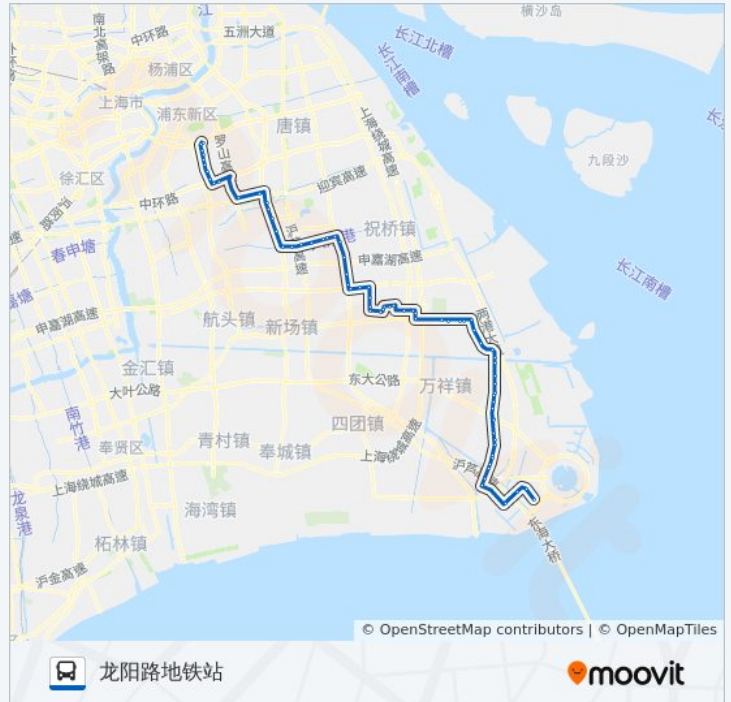 横沙岛
江
五洲大道
南北高架路
中环路
长江北槽
长江南槽
杨浦区
上海市
浦东新区
唐镇
上海绕城高速
罗山高
九段沙
徐汇区
迎宾高速
中环路
祝桥镇
港
春申塘
申嘉湖高速
长江南槽
航头镇
新场镇
申嘉湖高速
两港大
金汇镇
大叶公路
东大公路
万祥镇
南竹港
四团镇
奉贤区
青村镇
奉城镇
上海绕城高速
沪芦
上海绕城高速
龙泉港
海湾镇
东海大桥
柘林镇
沪金高速
© OpenStreetMap contributors | © OpenMapTiles
龙阳路地铁站
moovit